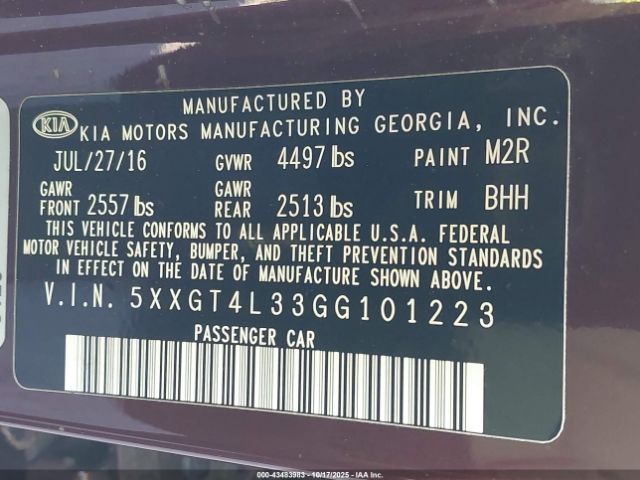 MANUFACTURED BY
KIA KIA MOTORS MANUFACTURING GEORGIA, INC.
JUL/27/16 GVWR 4497 lbs PAINT M2R
GAWR FRONT 2557 lbs GAWR REAR 2513 lbs TRIM BHH
THIS VEHICLE CONFORMS TO ALL APPLICABLE U.S.A. FEDERAL
MOTOR VEHICLE SAFETY, BUMPER, AND THEFT PREVENTION STANDARDS
IN EFFECT ON THE DATE OF MANUFACTURE SHOWN ABOVE.
V.I.N. 5XXGT4L33GG101223
PASSENGER CAR
© 2000 - 43483983 - 10/17/2025 - IAA Inc.